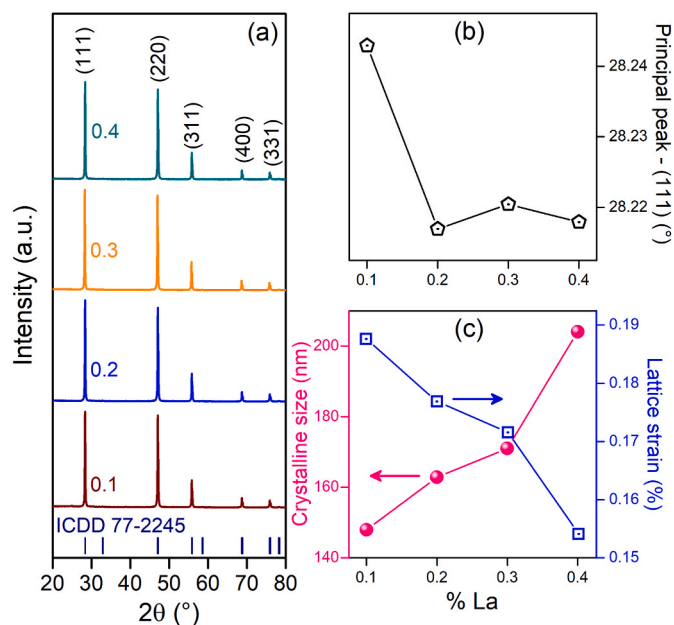 (a)
(111)
(220)
(311)
(400)
(331)
0.4
0.3
0.2
0.1
ICDD 77-2245
Intensity (a.u.)
20 30 40 50 60 70 80
2θ (°)
(b)
28.24
28.23
28.22
Principal peak - (111) (°)
0.1 0.2 0.3 0.4
(c)
200
180
160
140
Crystalline size (nm)
0.19
0.18
0.17
0.16
0.15
Lattice strain (%)
0.1 0.2 0.3 0.4
% La